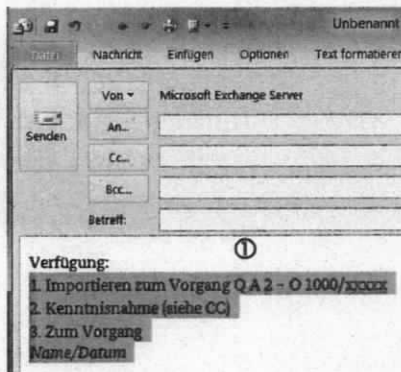 Unbenannt
Datei Nachricht Einfügen Optionen Text formatieren
Von Microsoft Exchange Server
Senden
An...
Cc...
Bcc...
Betreff:
①
Verfügung:
1. Importieren zum Vorgang Q A 2 – O 1000/xxxxx
2. Kenntnisnahme (siehe CC)
3. Zum Vorgang
Name/Datum